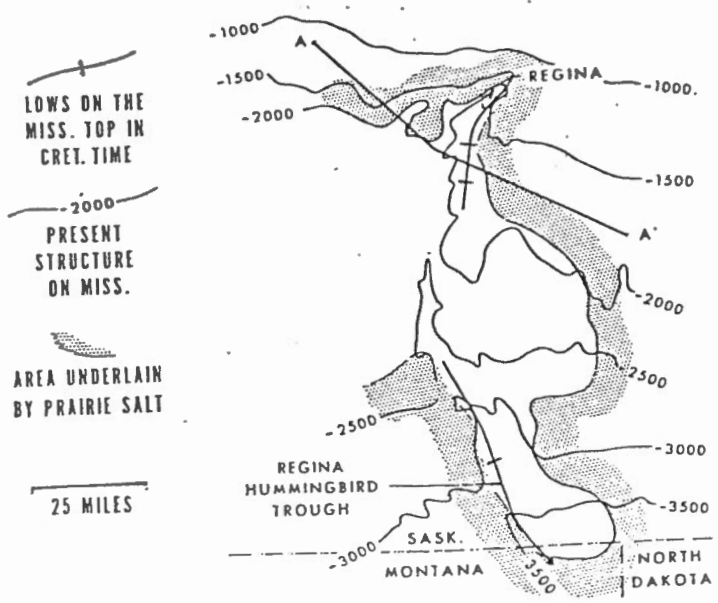 LOWS ON THE
MISS. TOP IN
CRET. TIME
-2000
PRESENT
STRUCTURE
ON MISS.
AREA UNDERLAIN
BY PRAIRIE SALT
25 MILES
-1000
A
REGINA
-1000.
-1500
-2000
-1500
A'
-2000
-2500
-2500
-3000
REGINA
HUMMINGBIRD
TROUGH
-3500
-3000
SASK.
MONTANA
3500
NORTH
DAKOTA